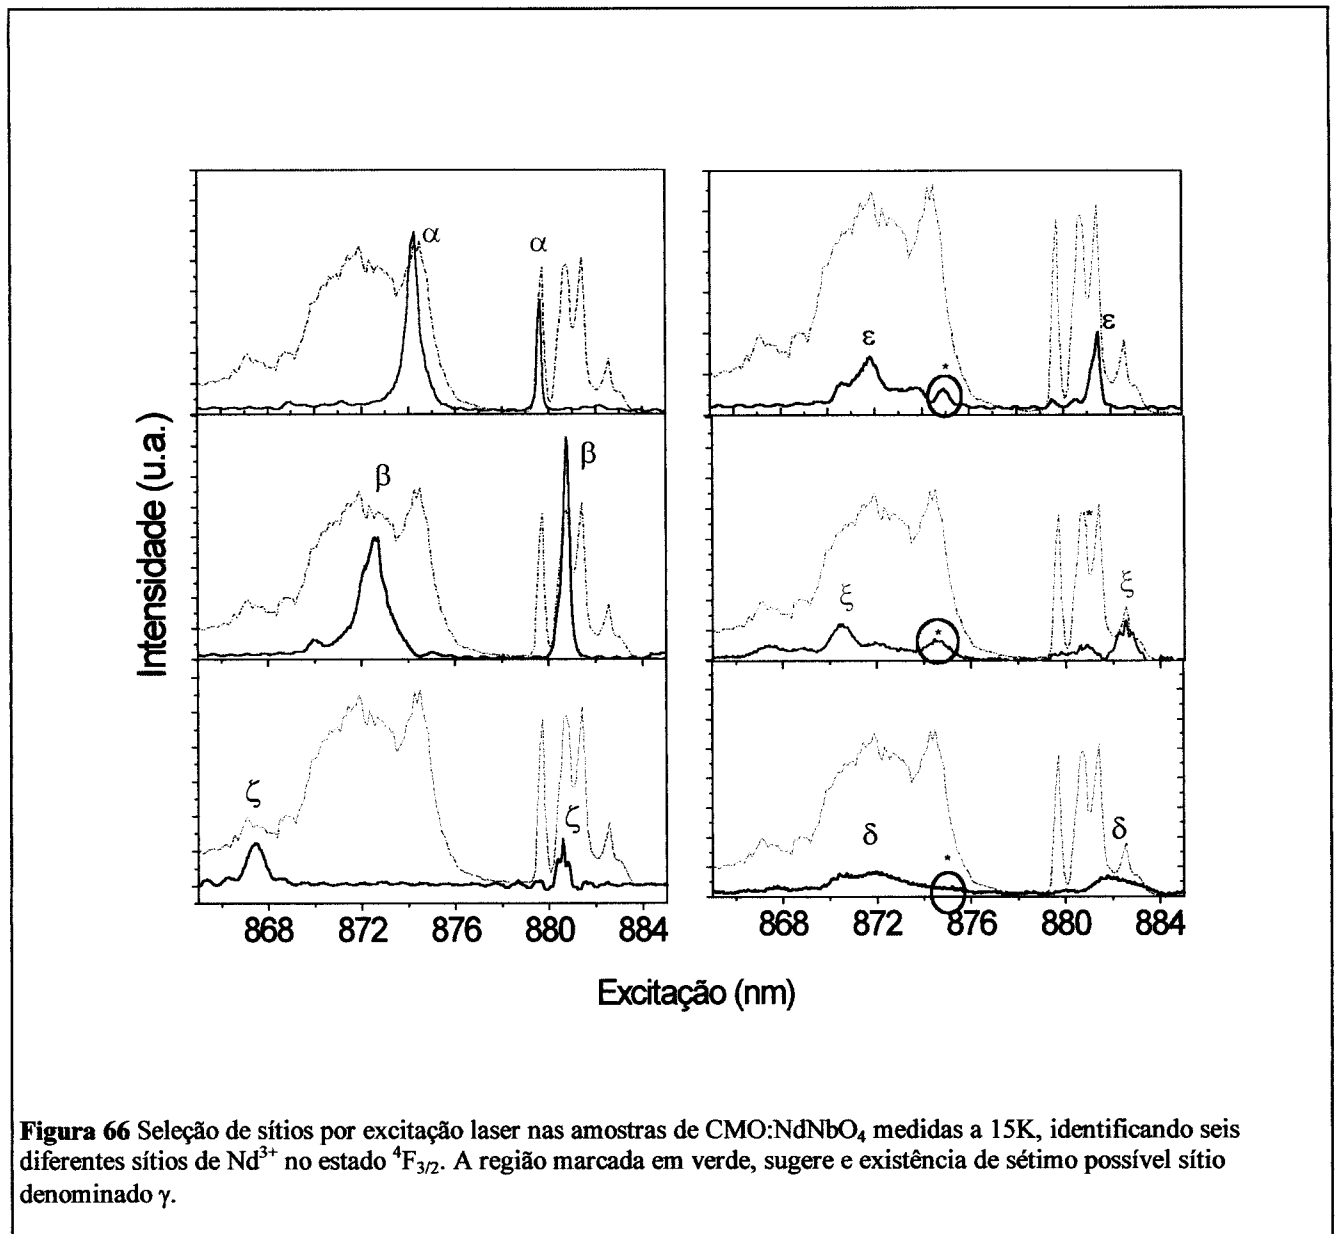 α
α
ε
*
ε
β
β
ξ
*
*
ξ
ζ
ζ
δ
*
δ
Intensidade (u.a.)
868 872 876 880 884
868 872 876 880 884
Excitação (nm)
Figura 66 Seleção de sítios por excitação laser nas amostras de CMO:NdNbO₄ medidas a 15K, identificando seis
diferentes sítios de Nd³⁺ no estado ⁴F₃/₂. A região marcada em verde, sugere e existência de sétimo possível sítio
denominado γ.